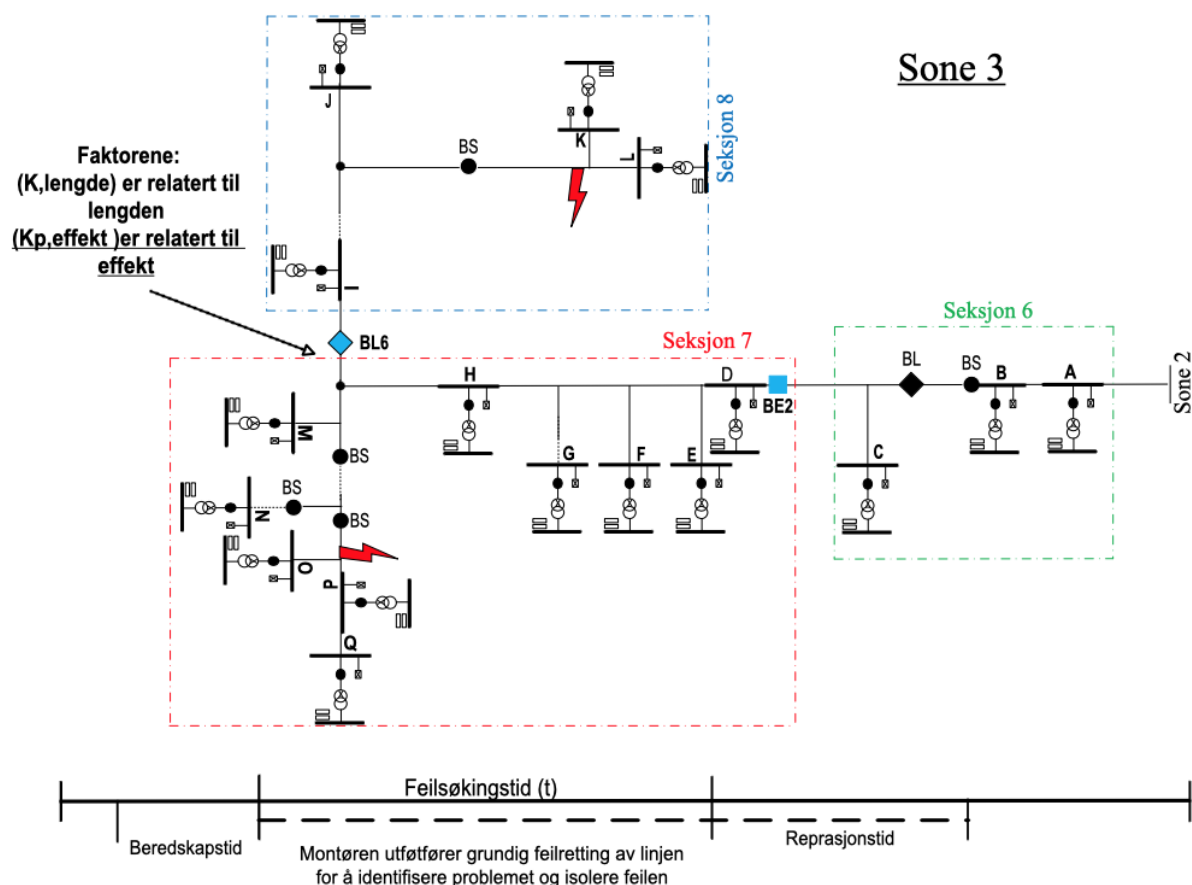 Sone 3
Seksjon 8
J
K
BS
L
Faktorene:
(K,lengde) er relatert til
lengden
(Kp,effekt )er relatert til
effekt
I
BL6
Seksjon 7
Seksjon 6
H
D
BE2
BL
BS
B
A
Sone 2
M
BS
G
F
E
C
BS
N
BS
O
P
Q
Feilsøkingstid (t)
Beredskapstid
Montøren utføtfører grundig feilretting av linjen
for å identifisere problemet og isolere feilen
Reprasjonstid